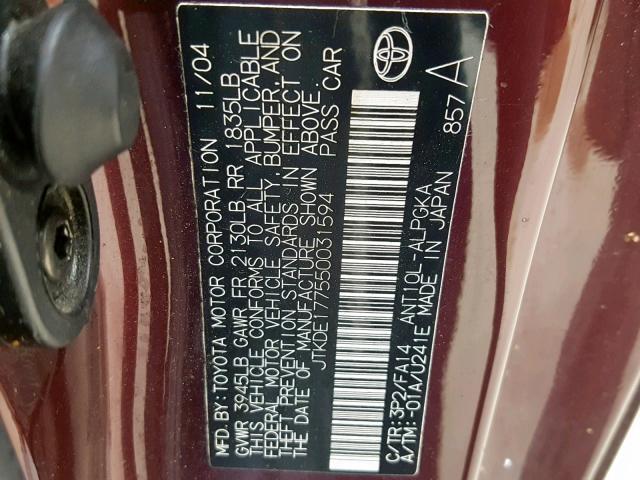 MFD.BY:TOYOTA MOTOR CORPORATION 11/04
GVWR 3945LB GAWR FR 2130LB RR 1835LB
THIS VEHICLE CONFORMS TO ALL APPLICABLE
FEDERAL MOTOR VEHICLE SAFETY, BUMPER, AND
THEFT PREVENTION STANDARDS IN EFFECT ON
THE DATE OF MANUFACTURE SHOWN ABOVE.
JTKDE177550031594 PASS CAR
C/TR:3P2/FA14 ANT10L-ALPGKA
A/TM:-01A/U241E MADE IN JAPAN 857 A